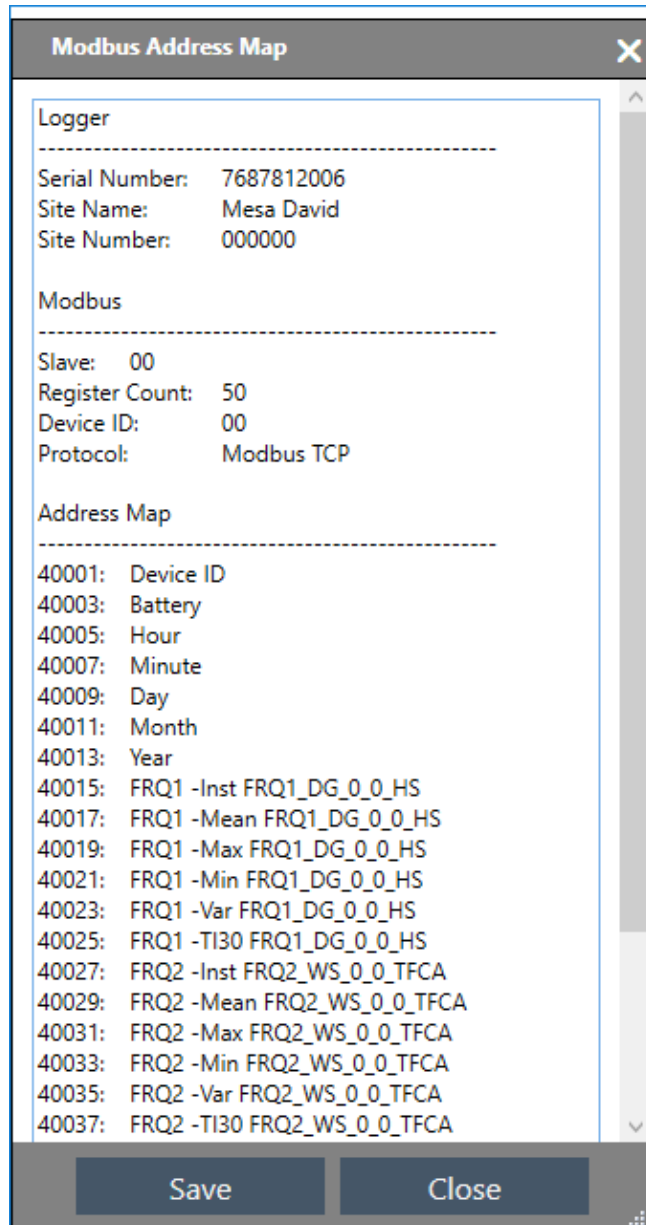 Modbus Address Map
Logger
--------------------------------------------------
Serial Number: 7687812006
Site Name: Mesa David
Site Number: 000000
Modbus
--------------------------------------------------
Slave: 00
Register Count: 50
Device ID: 00
Protocol: Modbus TCP
Address Map
--------------------------------------------------
40001: Device ID
40003: Battery
40005: Hour
40007: Minute
40009: Day
40011: Month
40013: Year
40015: FRQ1 -Inst FRQ1_DG_0_0_HS
40017: FRQ1 -Mean FRQ1_DG_0_0_HS
40019: FRQ1 -Max FRQ1_DG_0_0_HS
40021: FRQ1 -Min FRQ1_DG_0_0_HS
40023: FRQ1 -Var FRQ1_DG_0_0_HS
40025: FRQ1 -TI30 FRQ1_DG_0_0_HS
40027: FRQ2 -Inst FRQ2_WS_0_0_TFCA
40029: FRQ2 -Mean FRQ2_WS_0_0_TFCA
40031: FRQ2 -Max FRQ2_WS_0_0_TFCA
40033: FRQ2 -Min FRQ2_WS_0_0_TFCA
40035: FRQ2 -Var FRQ2_WS_0_0_TFCA
40037: FRQ2 -TI30 FRQ2_WS_0_0_TFCA
Save Close